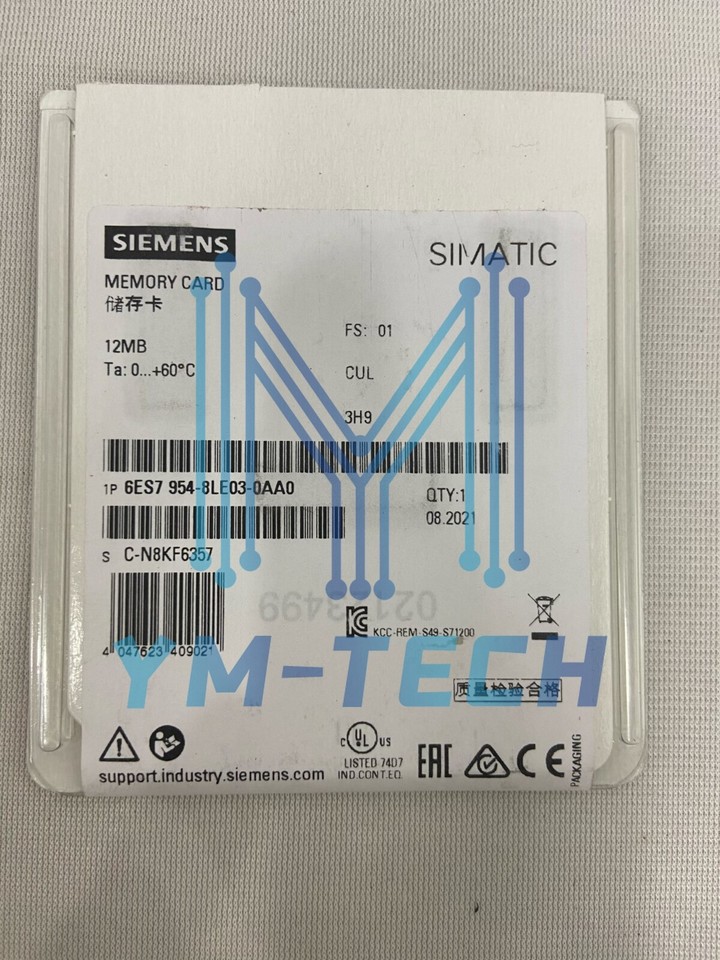 SIEMENS
SIMATIC
MEMORY CARD
储存卡
FS: 01
12MB
Ta: 0...+60°C
CUL
3H9
1P 6ES7 954-8LE03-0AA0
QTY:1
08.2021
S C-N8KF6357
KCC-REM-S49-S71200
4 047623 409021
YM-TECH
质量检验合格
C UL US
LISTED 74D7
IND.CONT.EQ.
EAC
CE
PACKAGING
support.industry.siemens.com